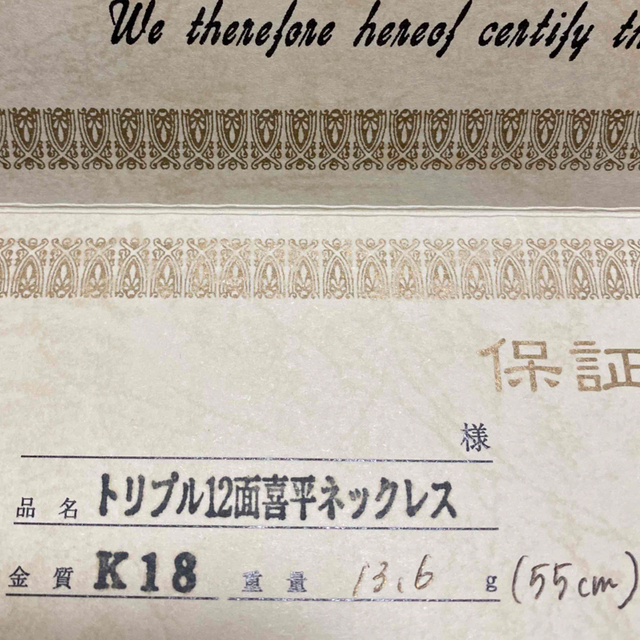 We therefore hereof certify th
保証
様
品名 トリプル12面喜平ネックレス
金質 K18 重量 13.6 g (55cm)